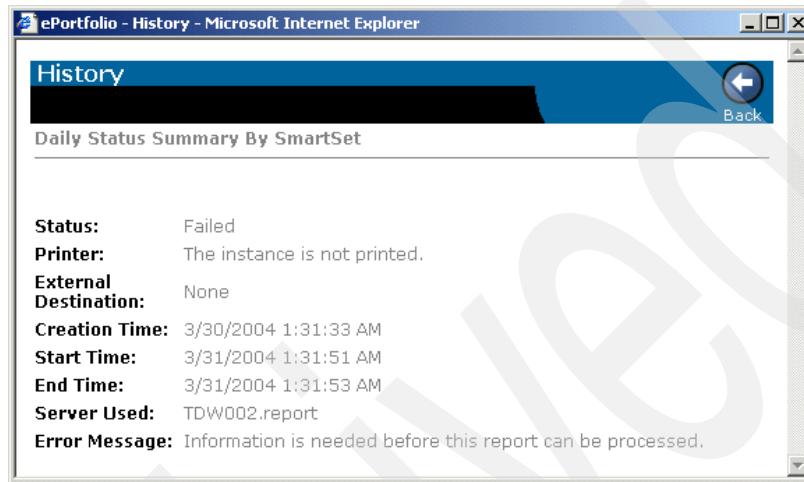 ePortfolio - History - Microsoft Internet Explorer
History
Back
Daily Status Summary By SmartSet
Status: Failed
Printer: The instance is not printed.
External
Destination: None
Creation Time: 3/30/2004 1:31:33 AM
Start Time: 3/31/2004 1:31:51 AM
End Time: 3/31/2004 1:31:53 AM
Server Used: TDW002.report
Error Message: Information is needed before this report can be processed.